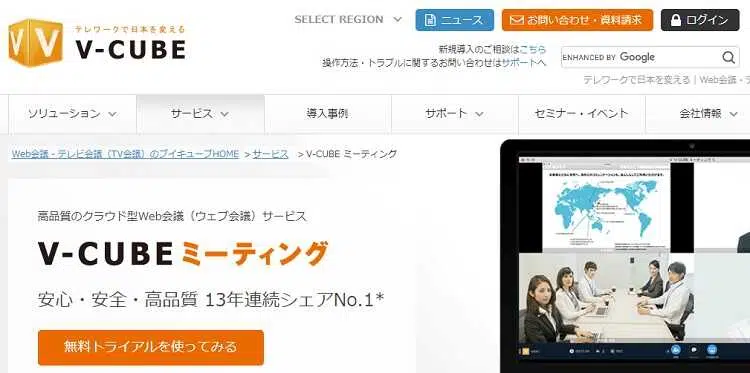 テレワークで日本を変える
V-CUBE
SELECT REGION
ニュース
お問い合わせ・資料請求
ログイン
新規導入のご相談はこちら
操作方法・トラブルに関するお問い合わせはサポートへ
ENHANCED BY Google
テレワークで日本を変える | Web会議・テ
ソリューション
サービス
導入事例
サポート
セミナー・イベント
会社情報
Web会議・テレビ会議(TV会議)のブイキューブHOME > サービス > V-CUBE ミーティング
高品質のクラウド型Web会議(ウェブ会議)サービス
V-CUBE ミーティング
安心・安全・高品質 13年連続シェアNo.1*
無料トライアルを使ってみる